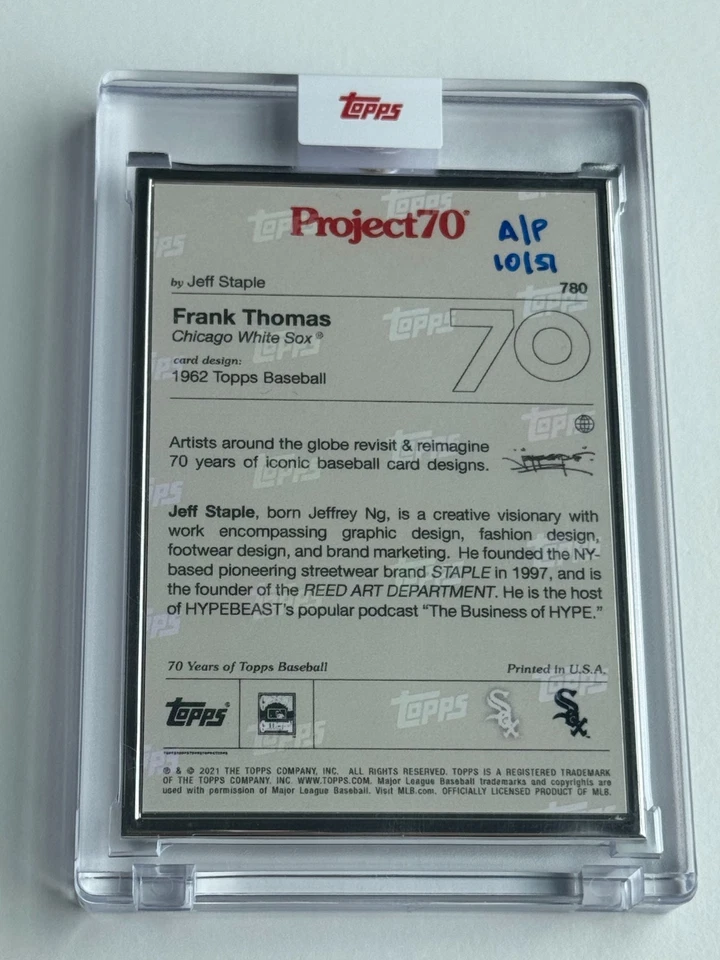 Topps
Project70®
A/P
10/51
by Jeff Staple
780
Frank Thomas
Chicago White Sox®
card design:
1962 Topps Baseball
70
Artists around the globe revisit & reimagine
70 years of iconic baseball card designs.
Jeff Staple, born Jeffrey Ng, is a creative visionary with
work encompassing graphic design, fashion design,
footwear design, and brand marketing. He founded the NY-
based pioneering streetwear brand STAPLE in 1997, and is
the founder of the REED ART DEPARTMENT. He is the host
of HYPEBEAST's popular podcast “The Business of HYPE.”
70 Years of Topps Baseball
Printed in U.S.A.
Topps®
Sox
Sox
® & © 2021 THE TOPPS COMPANY, INC. ALL RIGHTS RESERVED. TOPPS IS A REGISTERED TRADEMARK
OF THE TOPPS COMPANY, INC. WWW.TOPPS.COM. Major League Baseball trademarks and copyrights are
used with permission of Major League Baseball. Visit MLB.com. OFFICIALLY LICENSED PRODUCT OF MLB.